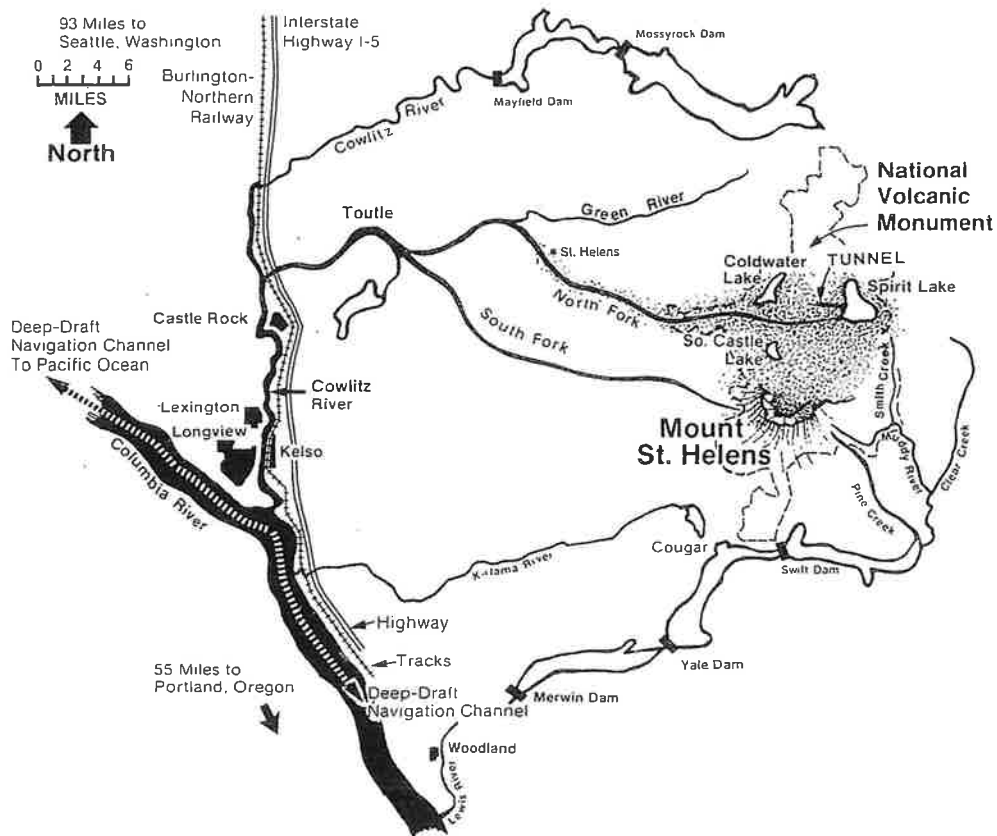 93 Miles to
Seattle, Washington
0 2 4 6
MILES
North
Interstate
Highway I-5
Burlington-
Northern
Railway
Mossyrock Dam
Mayfield Dam
Cowlitz River
National
Volcanic
Monument
Green River
Toutle
St. Helens
Coldwater
Lake
TUNNEL
Spirit Lake
North Fork
South Fork
So. Castle
Lake
Castle Rock
Deep-Draft
Navigation Channel
To Pacific Ocean
Cowlitz
River
Lexington
Longview
Kelso
Columbia River
Mount
St. Helens
Smith Creek
Muddy River
Clear Creek
Pine Creek
Cougar
Swift Dam
Kalama River
Highway
Tracks
Yale Dam
55 Miles to
Portland, Oregon
Deep-Draft
Navigation Channel
Merwin Dam
Woodland
Lewis River